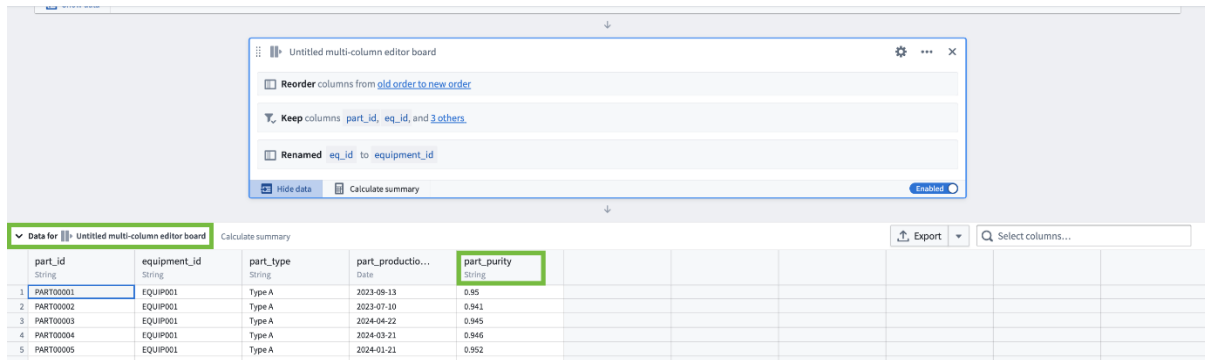 Untitled multi-column editor board
Reorder columns from old order to new order
Keep columns part_id, eq_id, and 3 others
Renamed eq_id to equipment_id
Hide data Calculate summary Enabled
Data for Untitled multi-column editor board Calculate summary Export Select columns...
part_id equipment_id part_type part_productio... part_purity
String String String Date String
1 PART00001 EQUIP001 Type A 2023-09-13 0.95
2 PART00002 EQUIP001 Type A 2023-07-10 0.941
3 PART00003 EQUIP001 Type A 2024-04-22 0.945
4 PART00004 EQUIP001 Type A 2024-03-21 0.946
5 PART00005 EQUIP001 Type A 2024-01-21 0.952